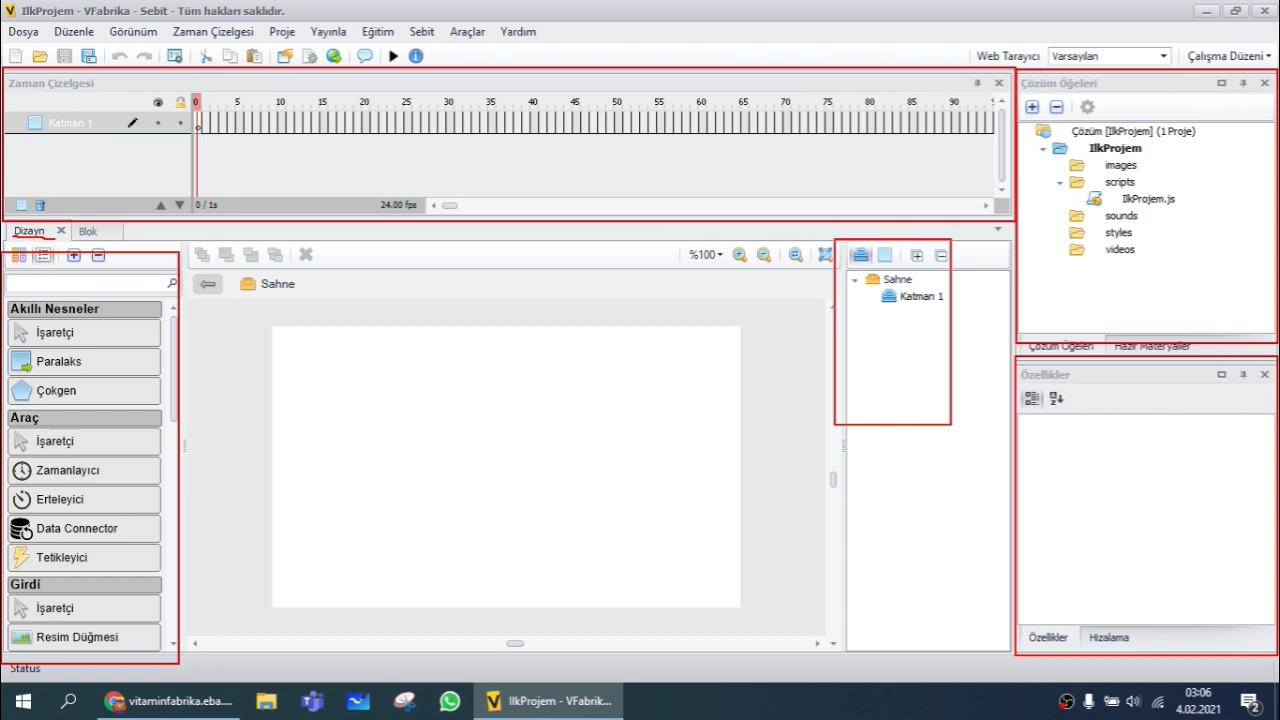 IlkProjem - VFabrika - Sebit - Tüm hakları saklıdır.
Dosya Düzenle Görünüm Zaman Çizelgesi Proje Yayınla Eğitim Sebit Araçlar Yardım
Web Tarayıcı Varsayılan Çalışma Düzeni
Zaman Çizelgesi
0 5 10 15 20 25 30 35 40 45 50 55 60 65 70 75 80 85 90
Katman 1
0 / 1s 24.00 fps
Çözüm Öğeleri
Çözüm [IlkProjem] (1 Proje)
IlkProjem
images
scripts
IlkProjem.js
sounds
styles
videos
Çözüm Öğeleri Hazır Materyaller
Dizayn Blok
%100
Sahne
Sahne
Katman 1
Akıllı Nesneler
İşaretçi
Paralaks
Çokgen
Araç
İşaretçi
Zamanlayıcı
Erteleyici
Data Connector
Tetikleyici
Girdi
İşaretçi
Resim Düğmesi
Özellikler
Özellikler Hizalama
Status
vitaminfabrika.eba....
IlkProjem - VFabrik...
03:06
4.02.2021
2